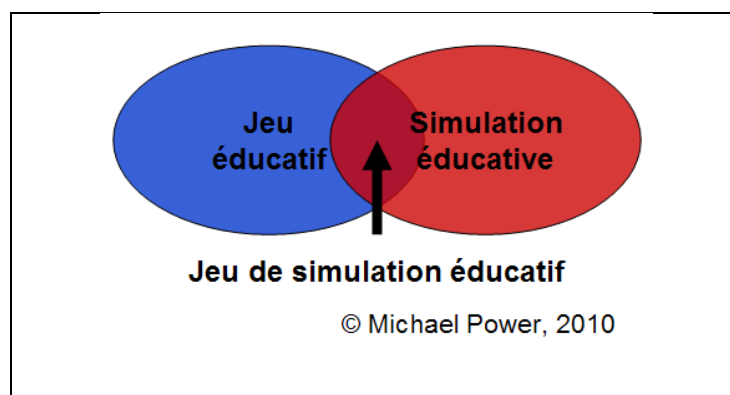 Jeu
éducatif
Simulation
éducative
Jeu de simulation éducatif
© Michael Power, 2010